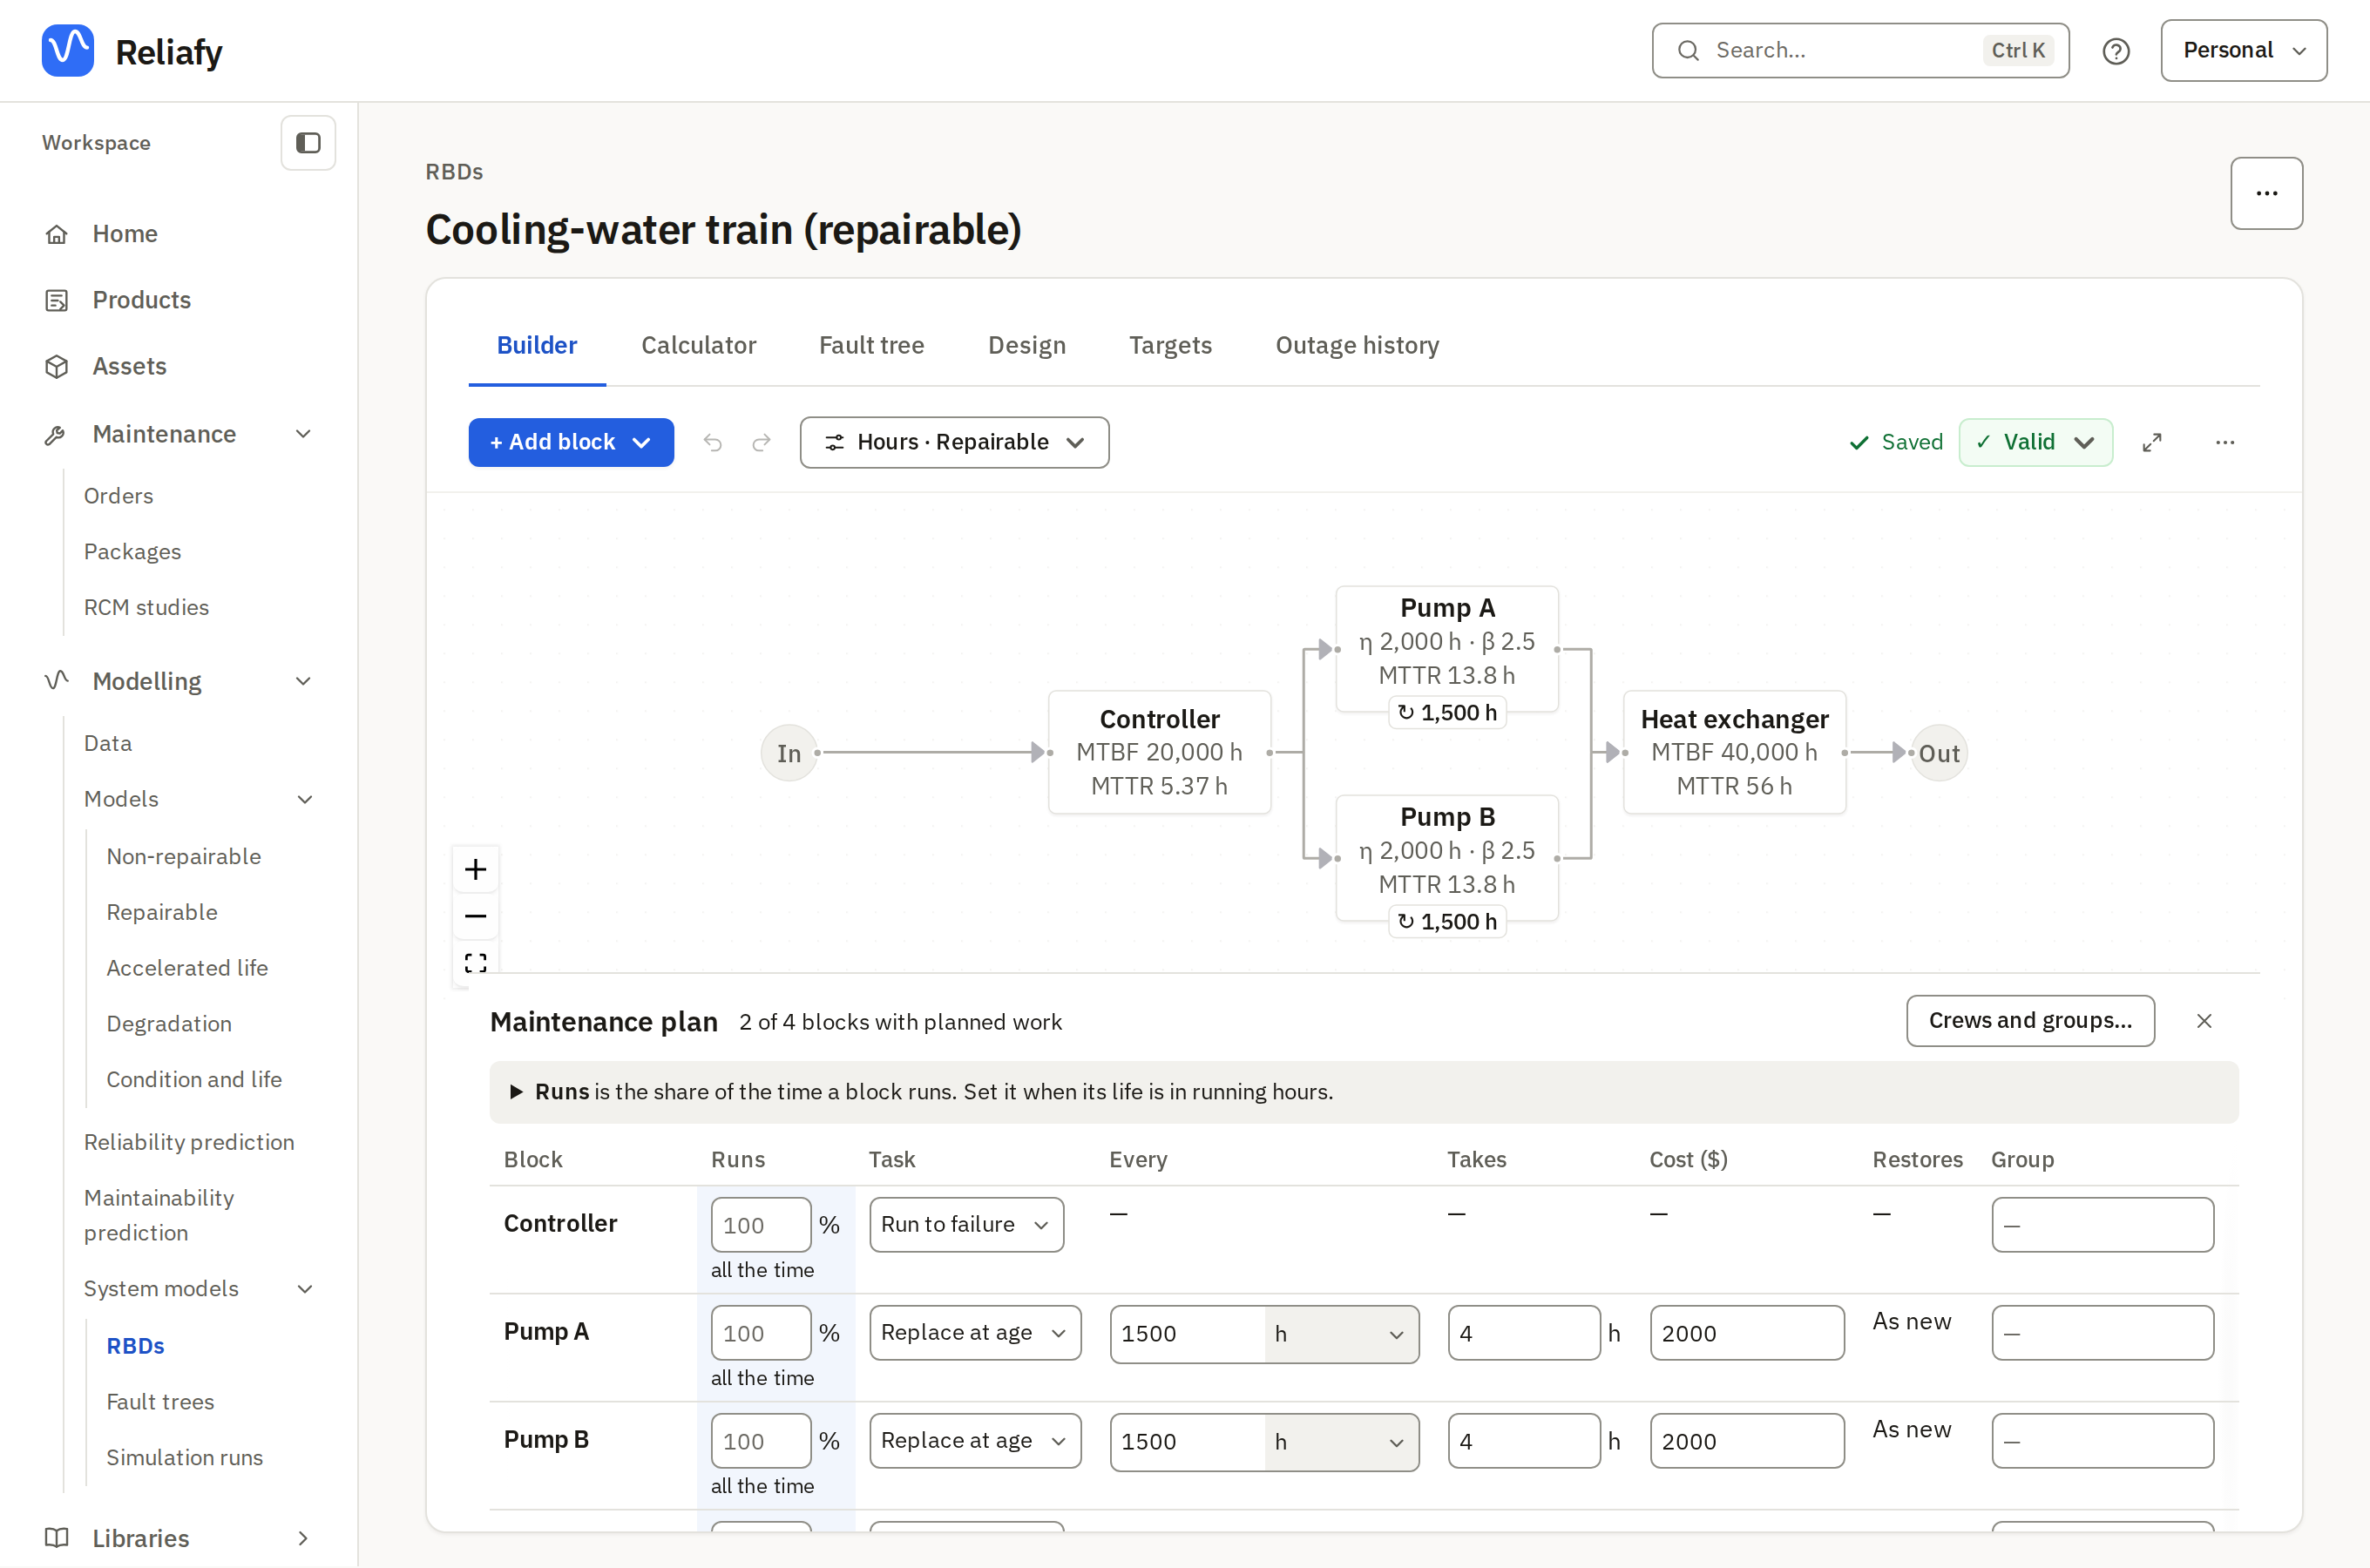 Reliafy
Search...
Ctrl K
Personal
Workspace
Home
Products
Assets
Maintenance
Orders
Packages
RCM studies
Modelling
Data
Models
Non-repairable
Repairable
Accelerated life
Degradation
Condition and life
Reliability prediction
Maintainability
prediction
System models
RBDs
Fault trees
Simulation runs
Libraries
RBDs
Cooling-water train (repairable)
Builder
Calculator
Fault tree
Design
Targets
Outage history
+ Add block
Hours · Repairable
Saved
✓ Valid
In
Controller
MTBF 20,000 h
MTTR 5.37 h
Pump A
η 2,000 h · β 2.5
MTTR 13.8 h
↻ 1,500 h
Pump B
η 2,000 h · β 2.5
MTTR 13.8 h
↻ 1,500 h
Heat exchanger
MTBF 40,000 h
MTTR 56 h
Out
Maintenance plan 2 of 4 blocks with planned work
Crews and groups...
Runs is the share of the time a block runs. Set it when its life is in running hours.
Block Runs Task Every Takes Cost ($) Restores Group
Controller 100 % Run to failure — — — — —
all the time
Pump A 100 % Replace at age 1500 h 4 h 2000 As new —
all the time
Pump B 100 % Replace at age 1500 h 4 h 2000 As new —
all the time